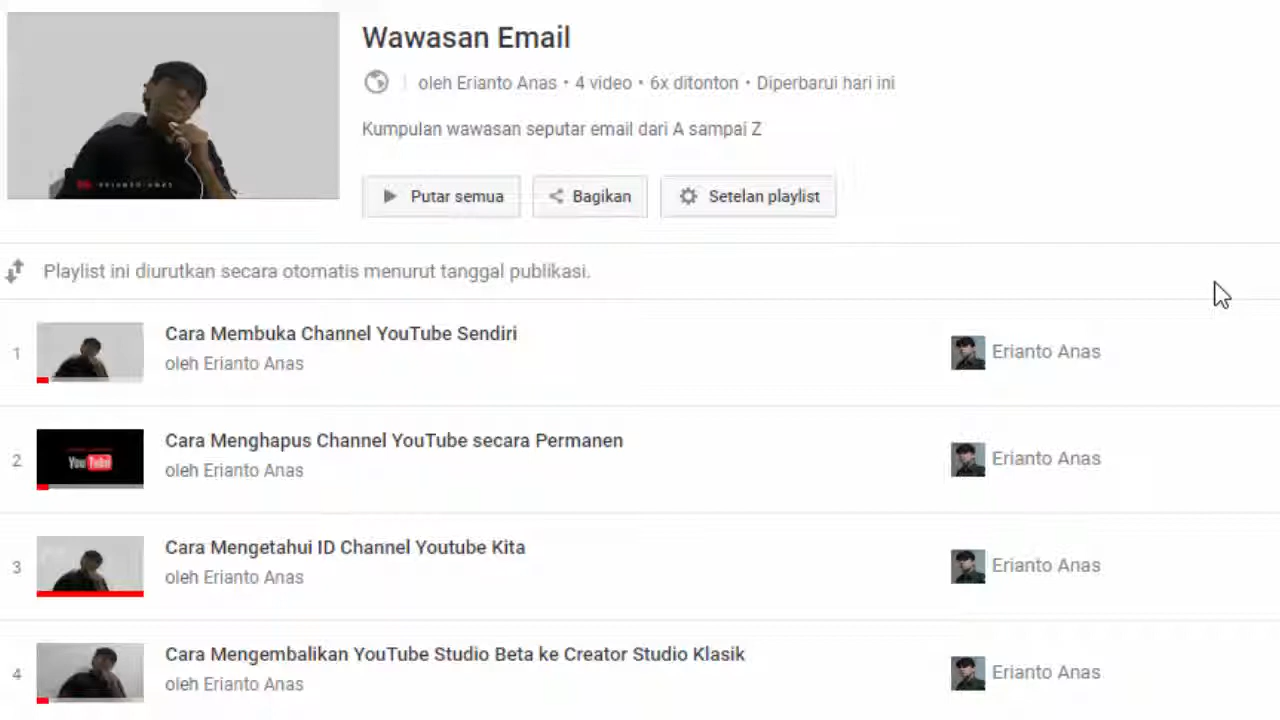 Wawasan Email
oleh Erianto Anas • 4 video • 6x ditonton • Diperbarui hari ini
Kumpulan wawasan seputar email dari A sampai Z
Putar semua
Bagikan
Setelan playlist
ERIANTO ANAS
Playlist ini diurutkan secara otomatis menurut tanggal publikasi.
1
Cara Membuka Channel YouTube Sendiri
oleh Erianto Anas
Erianto Anas
2
YouTube
Cara Menghapus Channel YouTube secara Permanen
oleh Erianto Anas
Erianto Anas
3
Cara Mengetahui ID Channel Youtube Kita
oleh Erianto Anas
Erianto Anas
4
Cara Mengembalikan YouTube Studio Beta ke Creator Studio Klasik
oleh Erianto Anas
Erianto Anas